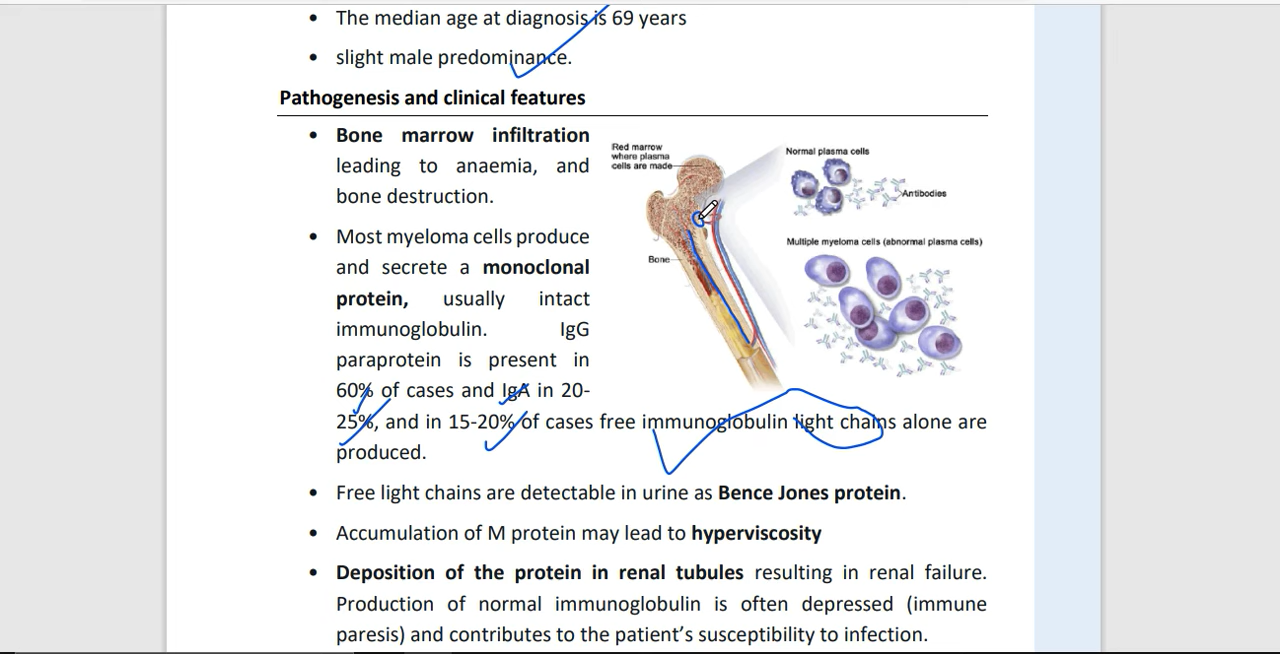 • The median age at diagnosis is 69 years
• slight male predominance.
Pathogenesis and clinical features
• Bone marrow infiltration
leading to anaemia, and
bone destruction.
• Most myeloma cells produce
and secrete a monoclonal
protein, usually intact
immunoglobulin. IgG
paraprotein is present in
60% of cases and IgA in 20-
25%, and in 15-20% of cases free immunoglobulin light chains alone are
produced.
Red marrow
where plasma
cells are made
Bone
Normal plasma cells
Antibodies
Multiple myeloma cells (abnormal plasma cells)
• Free light chains are detectable in urine as Bence Jones protein.
• Accumulation of M protein may lead to hyperviscosity
• Deposition of the protein in renal tubules resulting in renal failure.
Production of normal immunoglobulin is often depressed (immune
paresis) and contributes to the patient’s susceptibility to infection.